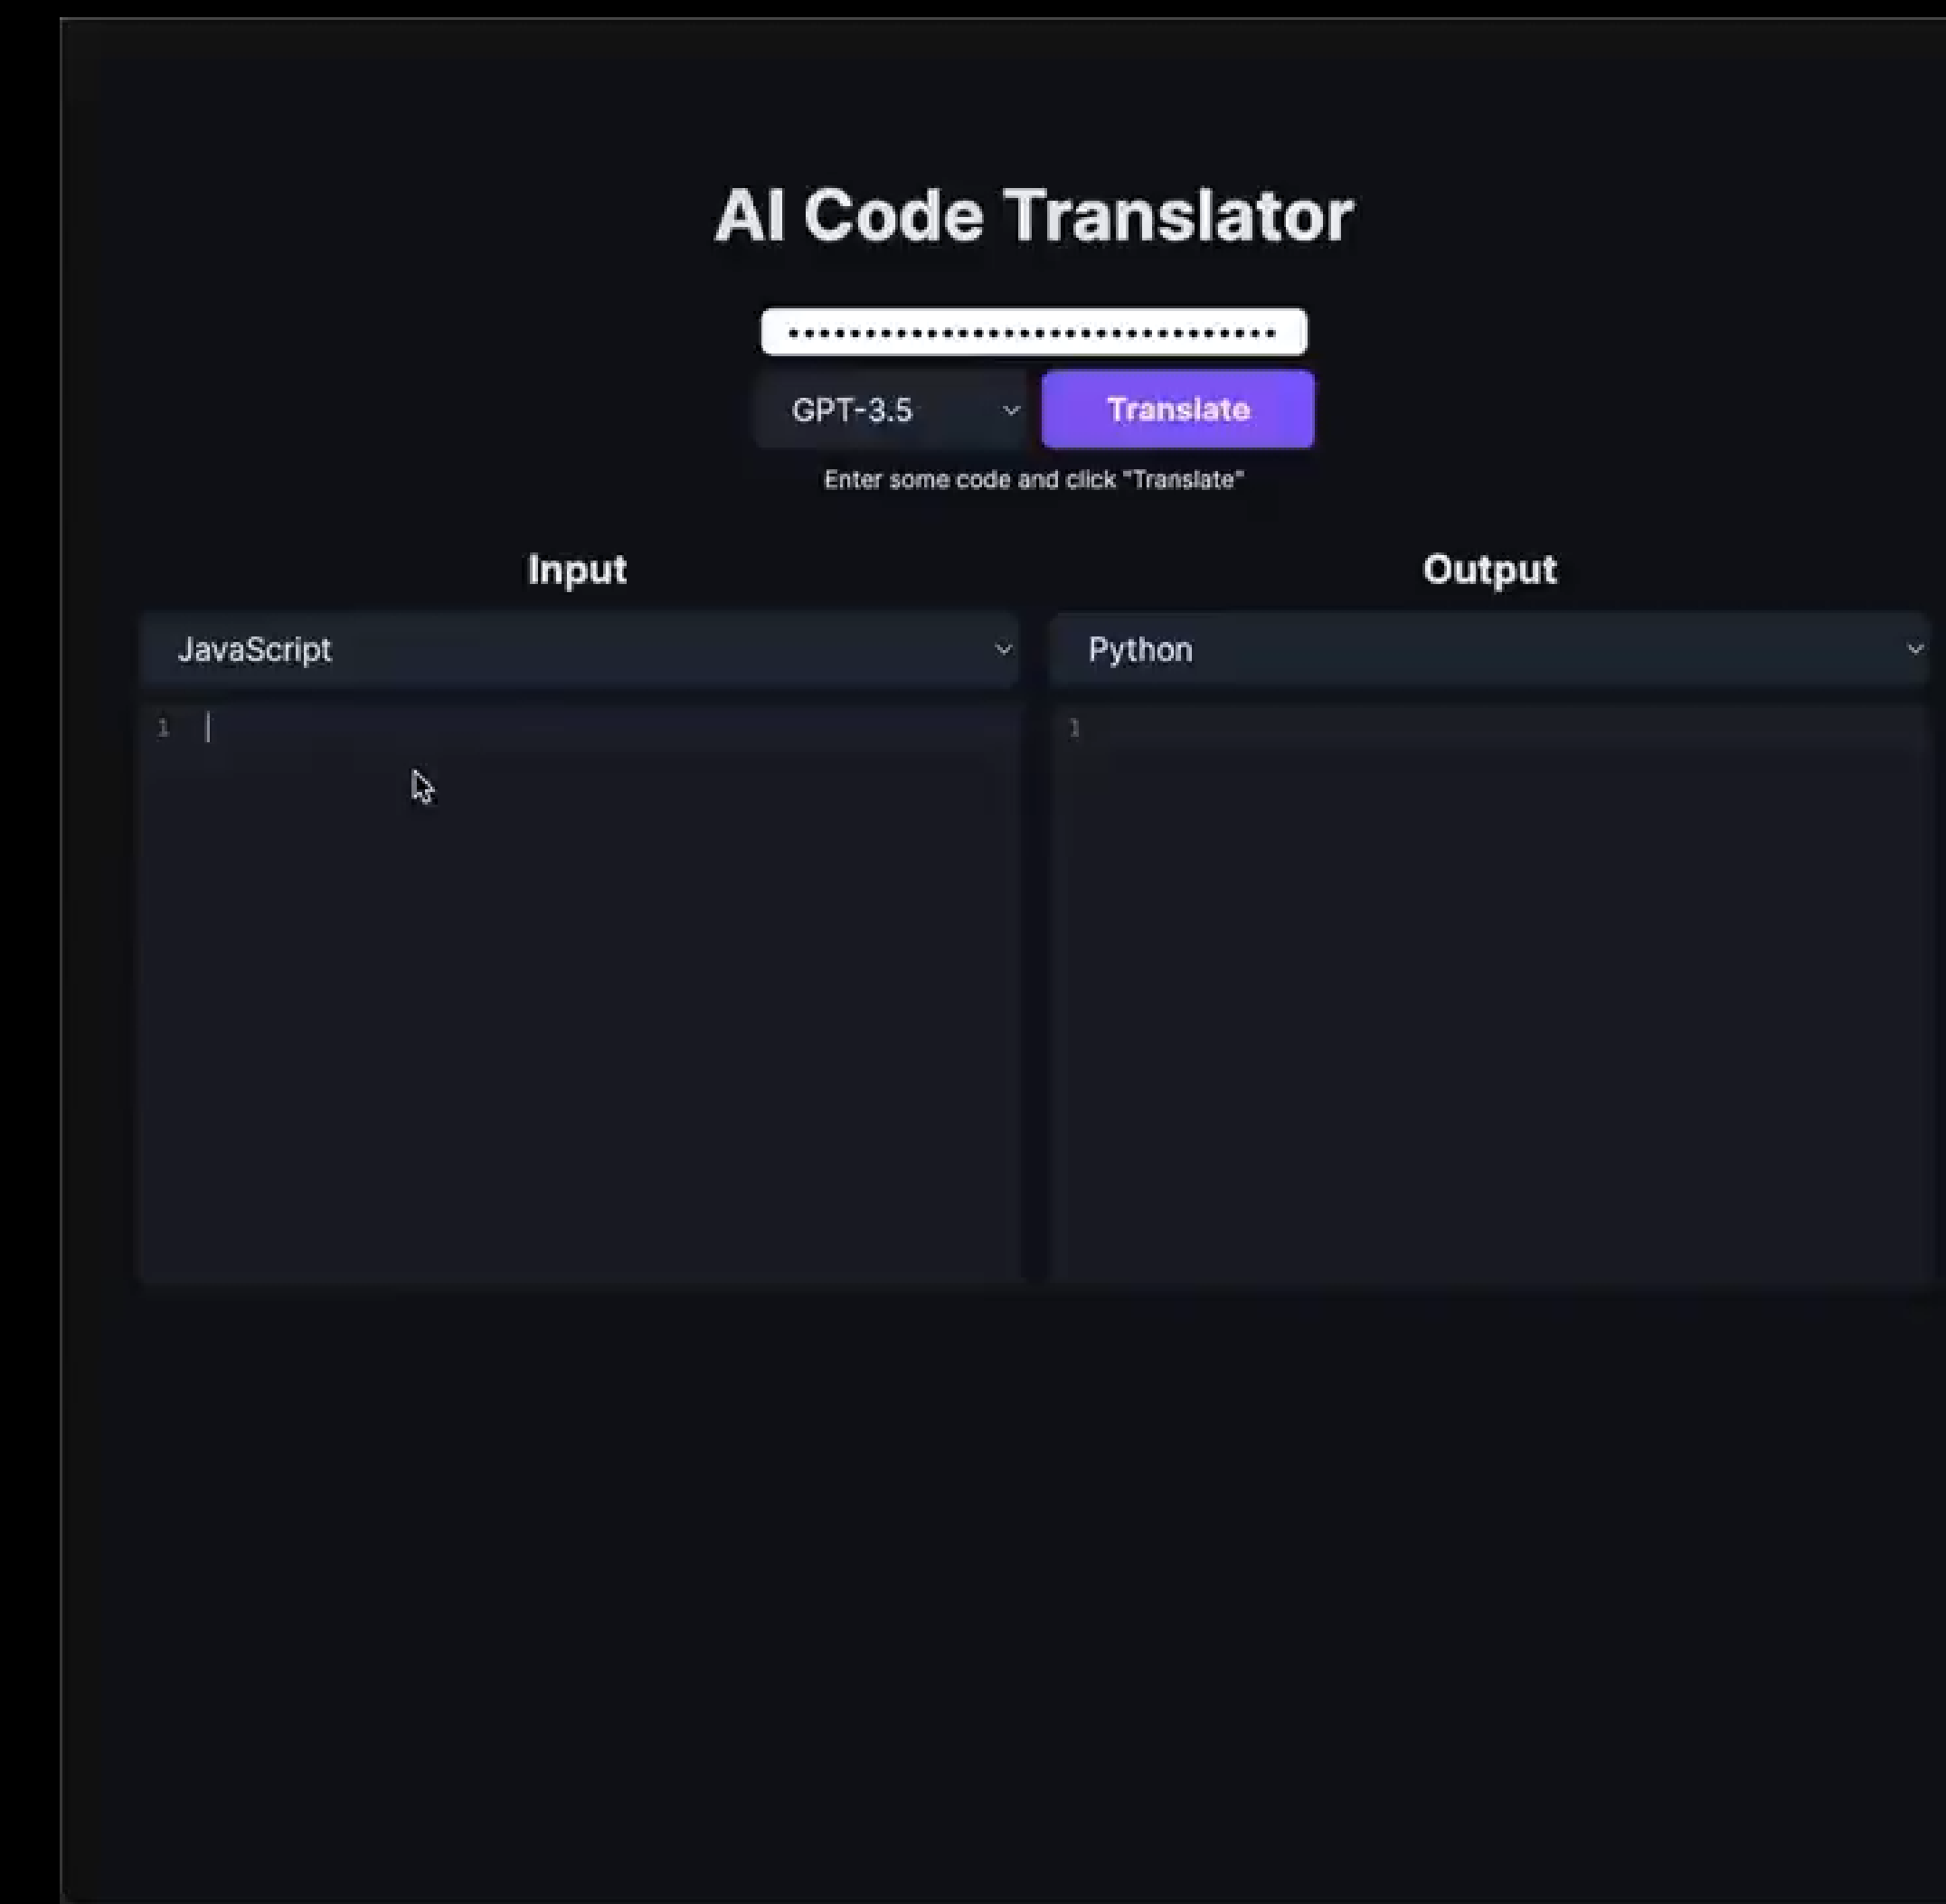 AI Code Translator
••••••••••••••••••••••••••••••••
GPT-3.5
Translate
Enter some code and click "Translate"
Input
Output
JavaScript
Python
1
1